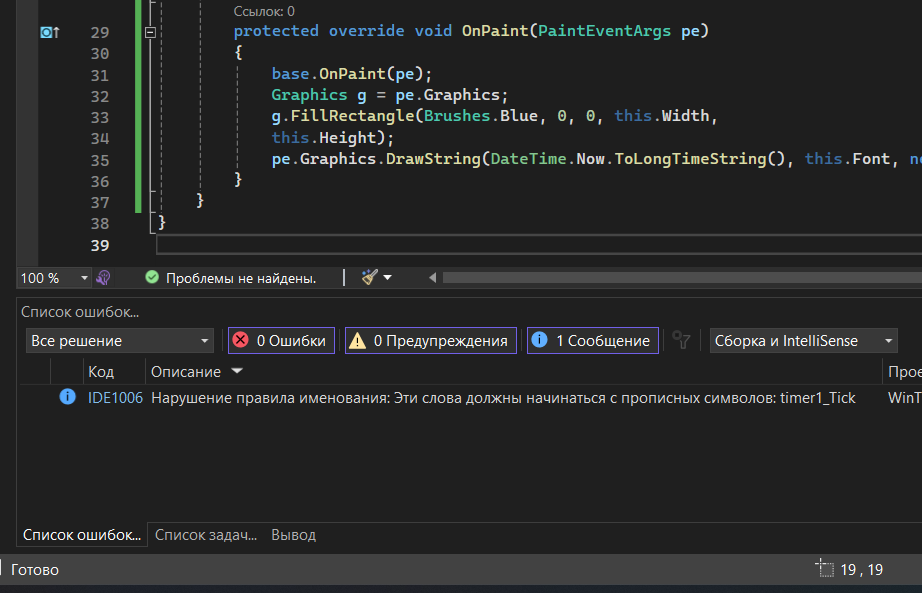 Ссылок: 0
29 protected override void OnPaint(PaintEventArgs pe)
30 {
31 base.OnPaint(pe);
32 Graphics g = pe.Graphics;
33 g.FillRectangle(Brushes.Blue, 0, 0, this.Width,
34 this.Height);
35 pe.Graphics.DrawString(DateTime.Now.ToLongTimeString(), this.Font, ne
36 }
37 }
38 }
39
100 % Проблемы не найдены.
Список ошибок...
Все решение 0 Ошибки 0 Предупреждения 1 Сообщение Сборка и IntelliSense
Код Описание Прое
IDE1006 Нарушение правила именования: Эти слова должны начинаться с прописных символов: timer1_Tick WinT
Список ошибок... Список задач... Вывод
Готово 19 , 19